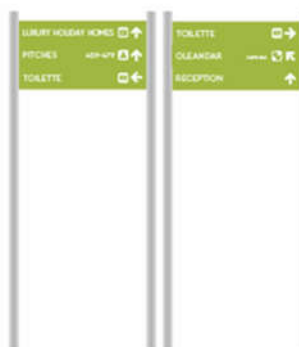 LUXURY HOLIDAY HOMES
PITCHES
TOILETTE
TOILETTE
OLEANDAR
RECEPTION